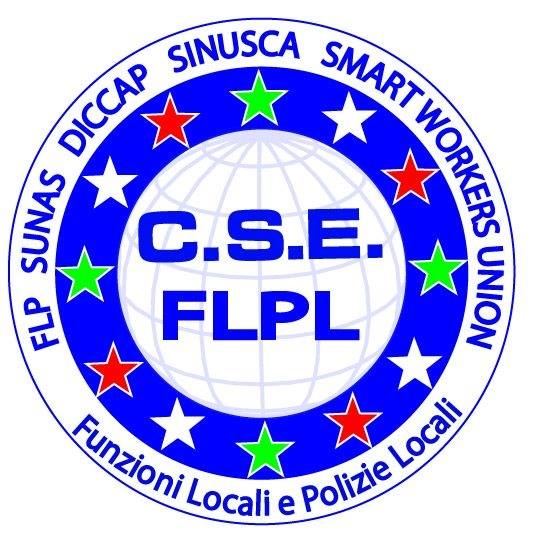 FLP SUNAS DICCAP SINUSCA SMART WORKERS UNION
C.S.E.
FLPL
Funzioni Locali e Polizie Locali